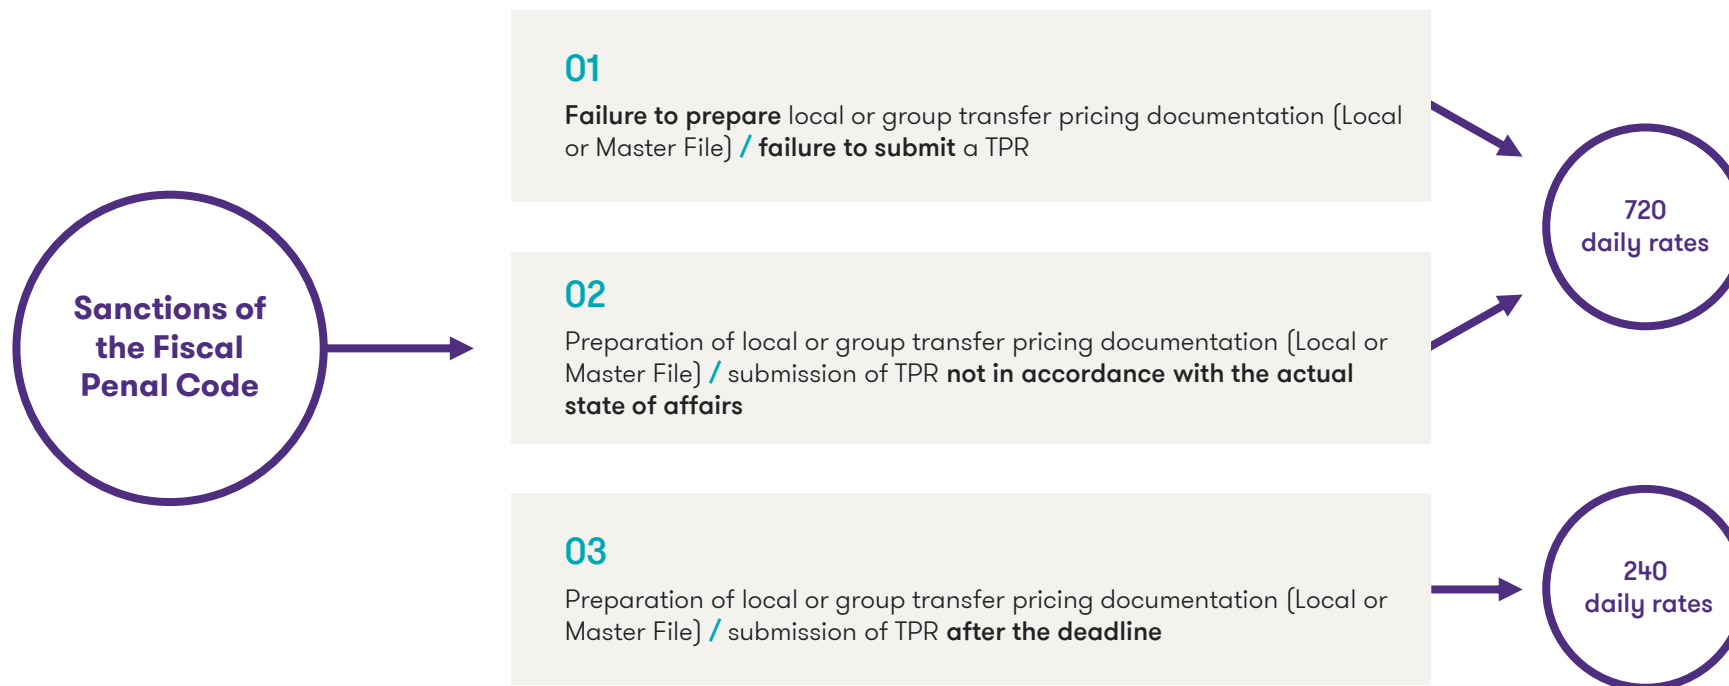 Sanctions of
the Fiscal
Penal Code
01
Failure to prepare local or group transfer pricing documentation (Local
or Master File) / failure to submit a TPR
02
Preparation of local or group transfer pricing documentation (Local or
Master File) / submission of TPR not in accordance with the actual
state of affairs
720
daily rates
03
Preparation of local or group transfer pricing documentation (Local or
Master File) / submission of TPR after the deadline
240
daily rates